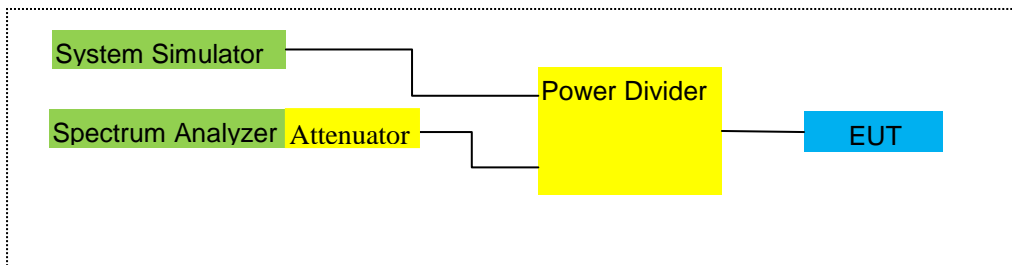 System Simulator
Power Divider
Spectrum Analyzer Attenuator
EUT